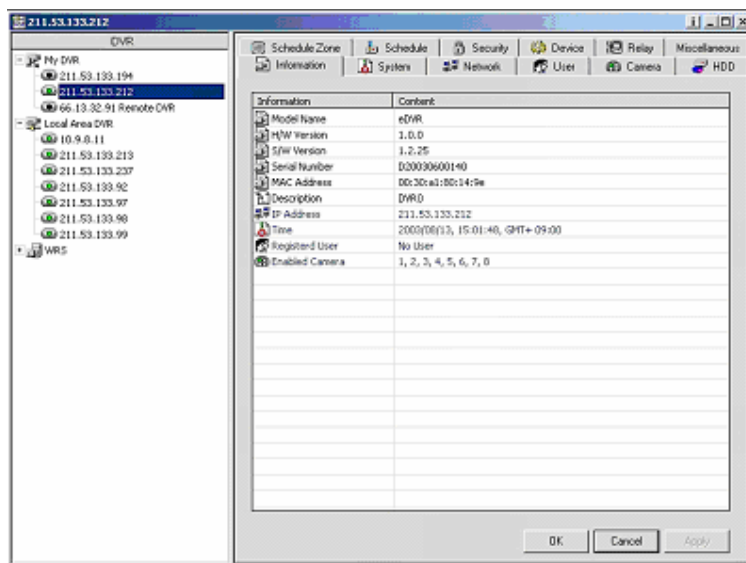 211.53.133.212
DVR
My DVR
211.53.133.194
211.53.133.212
66.13.32.91 Remote DVR
Local Area DVR
10.9.8.11
211.53.133.213
211.53.133.237
211.53.133.92
211.53.133.97
211.53.133.98
211.53.133.99
WRS
Schedule Zone Schedule Security Device Relay Miscellaneous
Information System Network User Camera HDD
Information Content
Model Name eDVR
H/W Version 1.0.0
S/W Version 1.2.25
Serial Number D20030600140
MAC Address 00:30:a1:80:14:9e
Description DVR0
IP Address 211.53.133.212
Time 2003/08/13, 15:01:40, GMT+ 09:00
Registerd User No User
Enabled Camera 1, 2, 3, 4, 5, 6, 7, 8
OK Cancel Apply